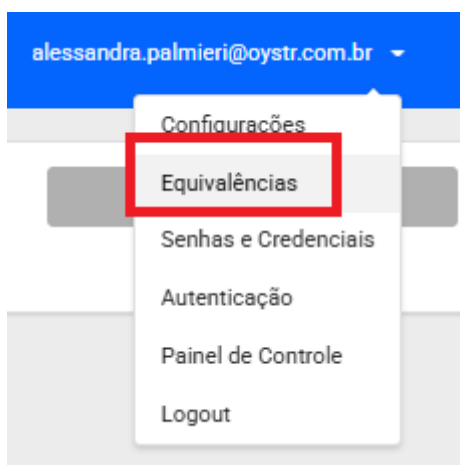 alessandra.palmieri@oystr.com.br
Configurações
Equivalências
Senhas e Credenciais
Autenticação
Painel de Controle
Logout